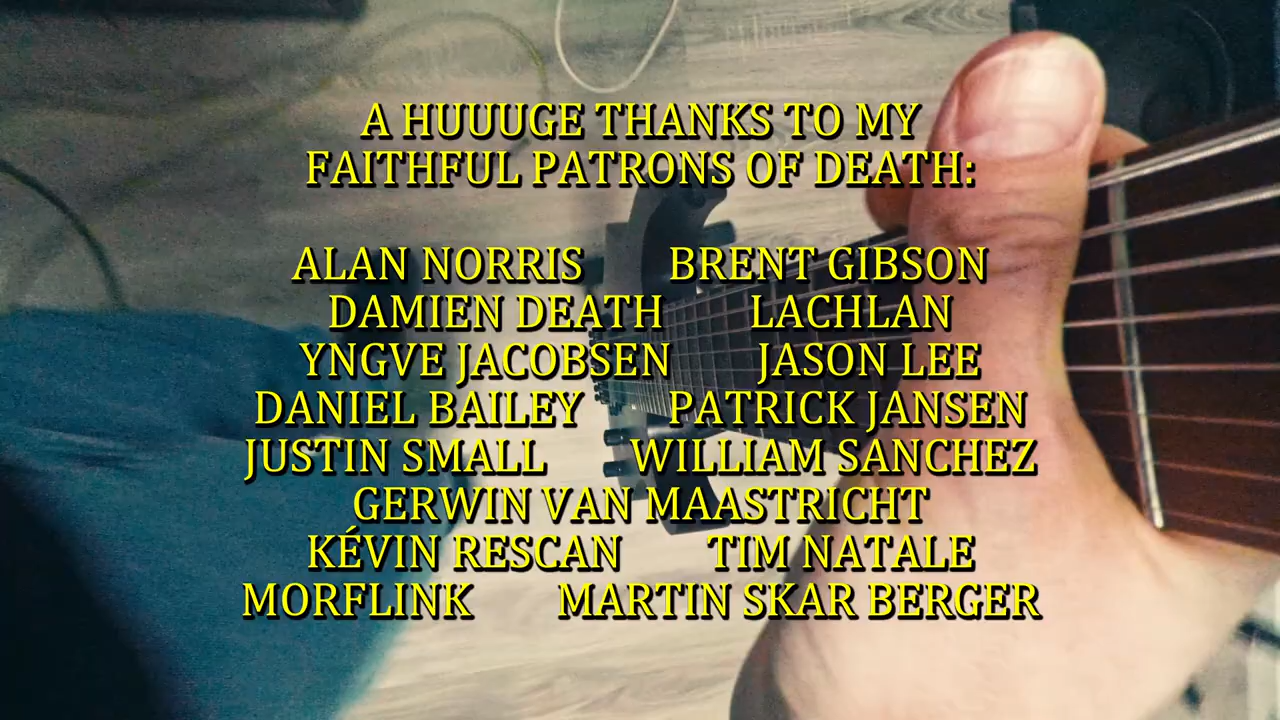 A HUUUGE THANKS TO MY
FAITHFUL PATRONS OF DEATH:
ALAN NORRIS BRENT GIBSON
DAMIEN DEATH LACHLAN
YNGVE JACOBSEN JASON LEE
DANIEL BAILEY PATRICK JANSEN
JUSTIN SMALL WILLIAM SANCHEZ
GERWIN VAN MAASTRICHT
KÉVIN RESCAN TIM NATALE
MORFLINK MARTIN SKAR BERGER